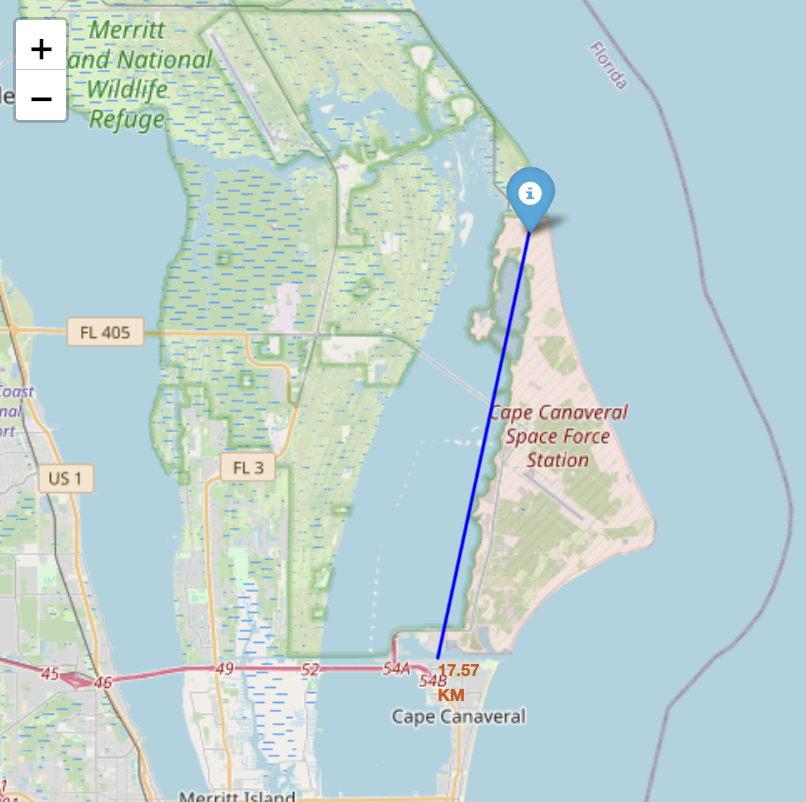 +
−
Merritt
and National
Wildlife
Refuge
Florida
i
FL 405
Cape Canaveral
Space Force
Station
Coast
nal
ort
US 1
FL 3
45
46
49
52
54A
54B
17.57
KM
Cape Canaveral
Merritt Island